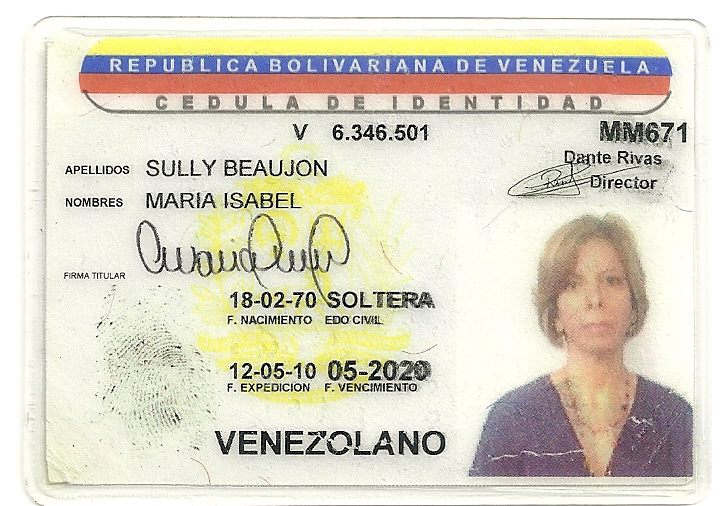 REPUBLICA BOLIVARIANA DE VENEZUELA
CEDULA DE IDENTIDAD
V 6.346.501
MM671
Dante Rivas
Director
APELLIDOS SULLY BEAUJON
NOMBRES MARIA ISABEL
FIRMA TITULAR
18-02-70 SOLTERA
F. NACIMIENTO EDO CIVIL
12-05-10 05-2020
F. EXPEDICION F. VENCIMIENTO
VENEZOLANO